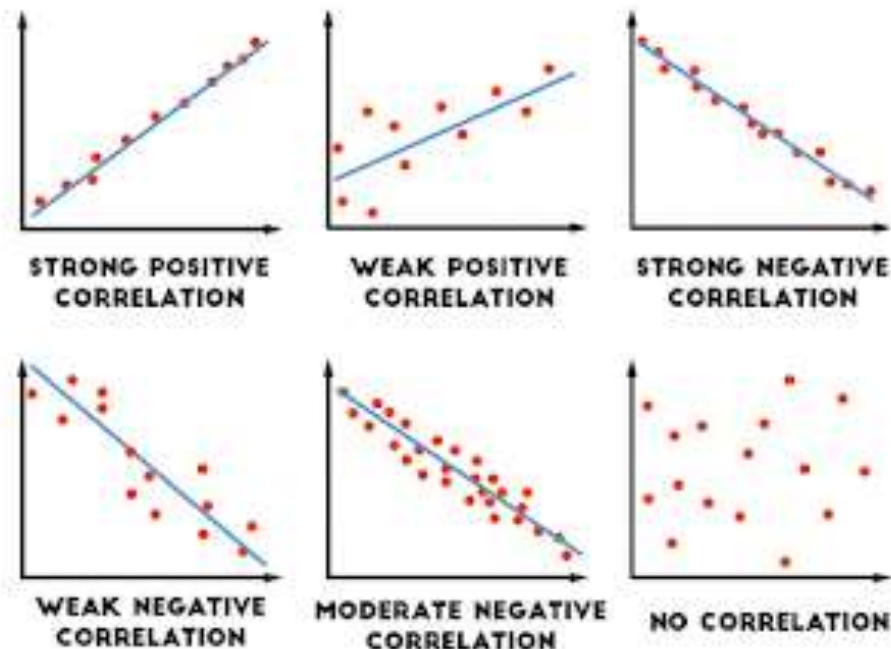 STRONG POSITIVE
CORRELATION
WEAK POSITIVE
CORRELATION
STRONG NEGATIVE
CORRELATION
WEAK NEGATIVE
CORRELATION
MODERATE NEGATIVE
CORRELATION
NO CORRELATION